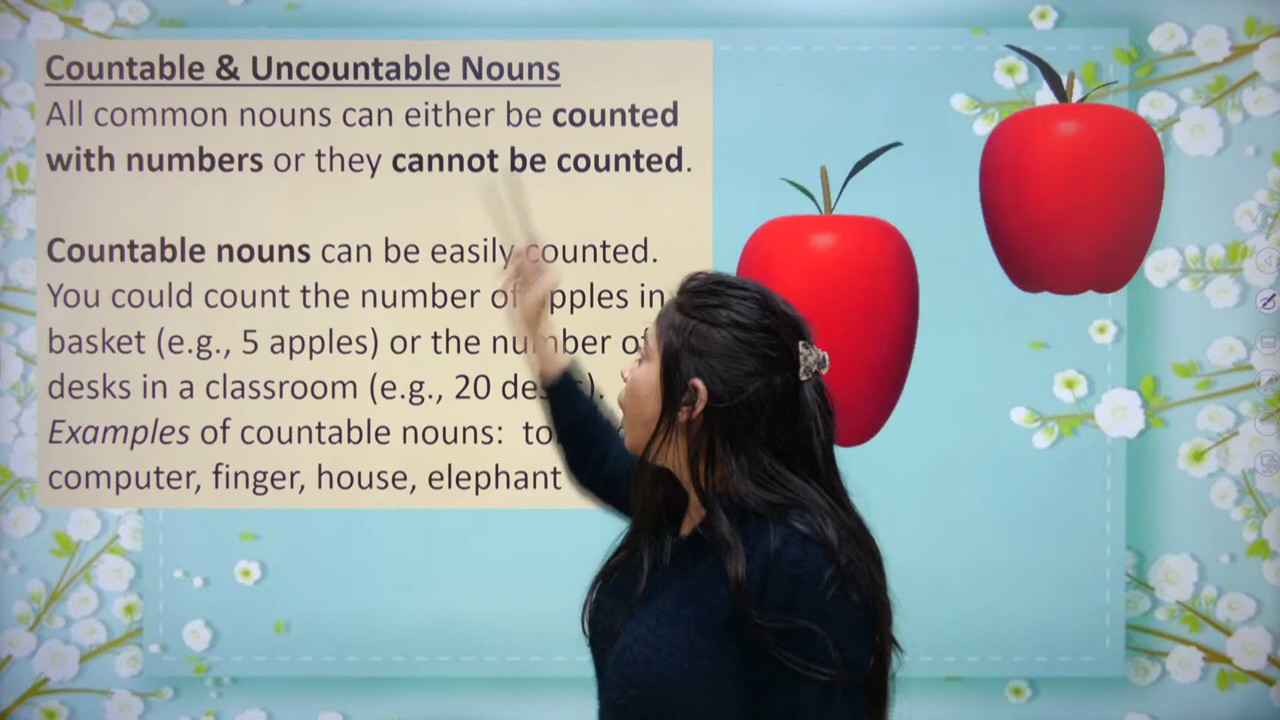 Countable & Uncountable Nouns
All common nouns can either be counted
with numbers or they cannot be counted.
Countable nouns can be easily counted.
You could count the number of apples in
basket (e.g., 5 apples) or the number of
desks in a classroom (e.g., 20 desks).
Examples of countable nouns:
computer, finger, house, elephant